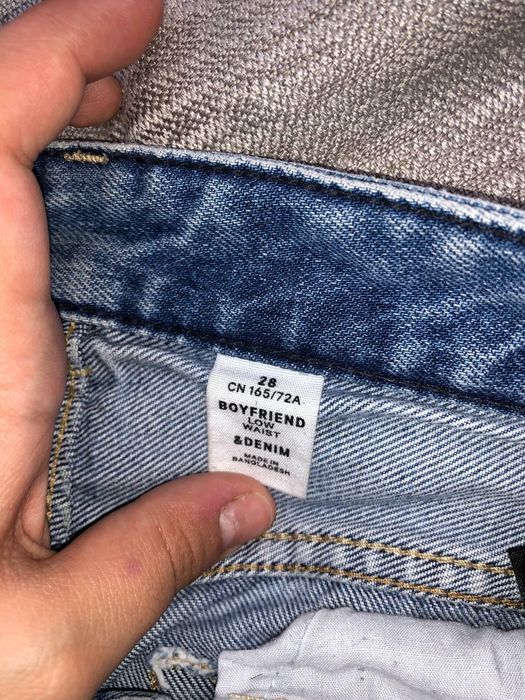 28
CN 165/72A
BOYFRIEND
LOW
WAIST
&DENIM
MADE IN
BANGLADESH